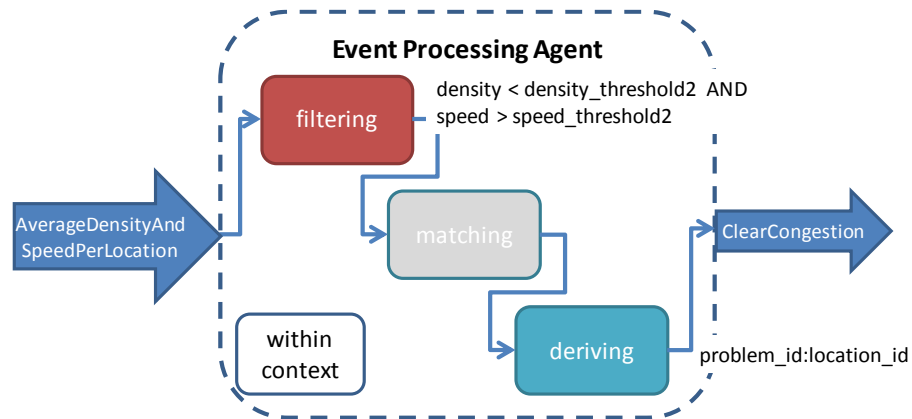 Event Processing Agent
density < density_threshold2 AND
speed > speed_threshold2
filtering
AverageDensityAnd
SpeedPerLocation
matching
ClearCongestion
within
context
deriving
problem_id:location_id